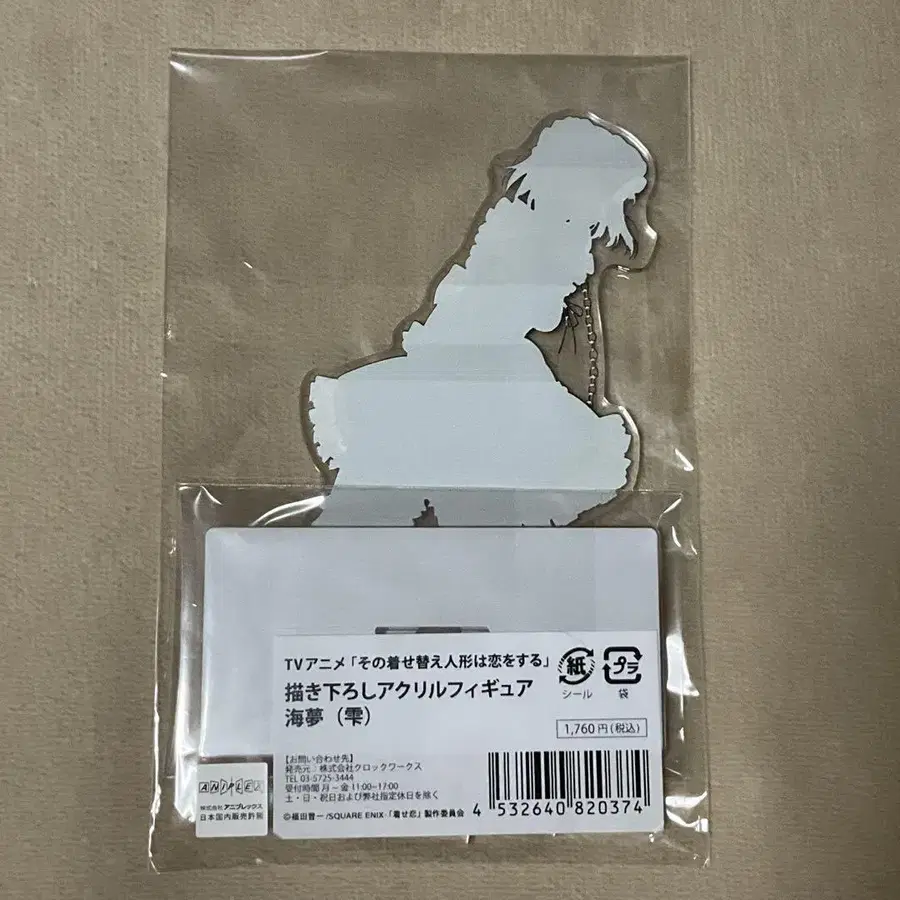 TVアニメ「その着せ替え人形は恋をする」
描き下ろしアクリルフィギュア
海夢（雫）
紙
シール
プラ
袋
1,760円(税込)
【お問い合わせ先】
発売元：株式会社クロックワークス
TEL 03-5725-3444
受付時間 月～金 11:00~17:00
土・日・祝日および弊社指定休日を除く
©福田晋一/SQUARE ENIX・「着せ恋」製作委員会
4 532640 820374
ANIPLEX
株式会社アニプレックス
日本国内販売許諾